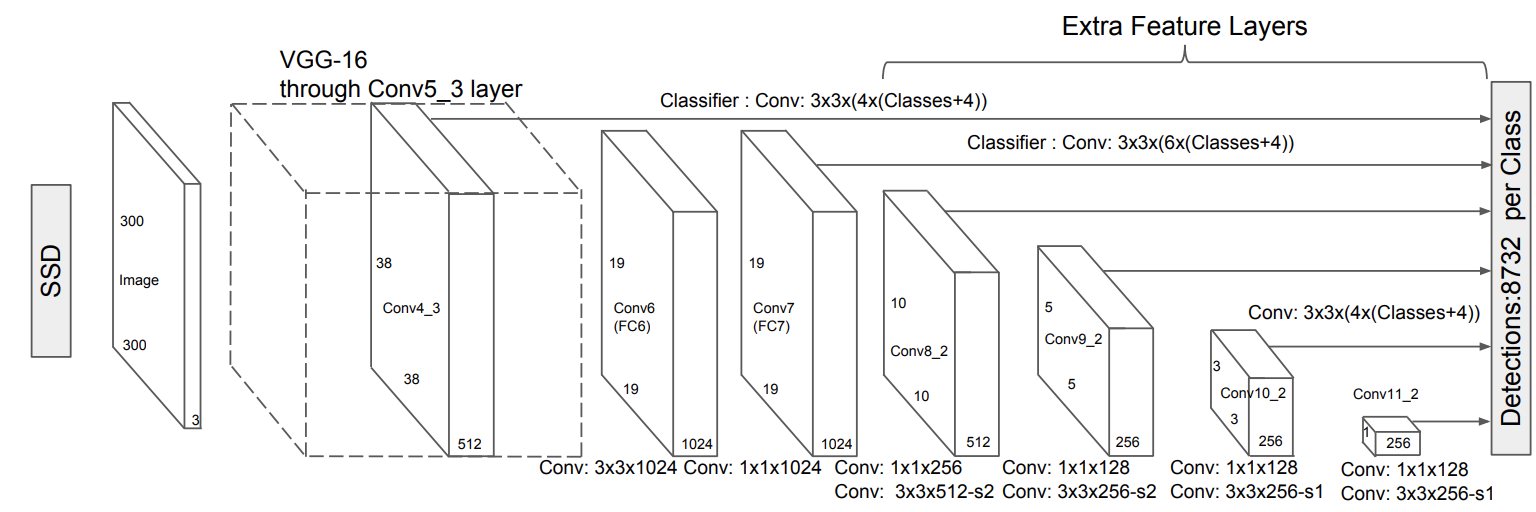 Extra Feature Layers
VGG-16
through Conv5_3 layer
Classifier : Conv: 3x3x(4x(Classes+4))
Classifier : Conv: 3x3x(6x(Classes+4))
SSD
300
Image
300
3
38
Conv4_3
38
512
19
Conv6
(FC6)
19
1024
19
Conv7
(FC7)
19
1024
10
Conv8_2
10
512
5
Conv9_2
5
256
Conv: 3x3x(4x(Classes+4))
3
Conv10_2
3
256
Conv11_2
1
256
Detections:8732 per Class
Conv: 3x3x1024
Conv: 1x1x1024
Conv: 1x1x256
Conv: 3x3x512-s2
Conv: 1x1x128
Conv: 3x3x256-s2
Conv: 1x1x128
Conv: 3x3x256-s1
Conv: 1x1x128
Conv: 3x3x256-s1